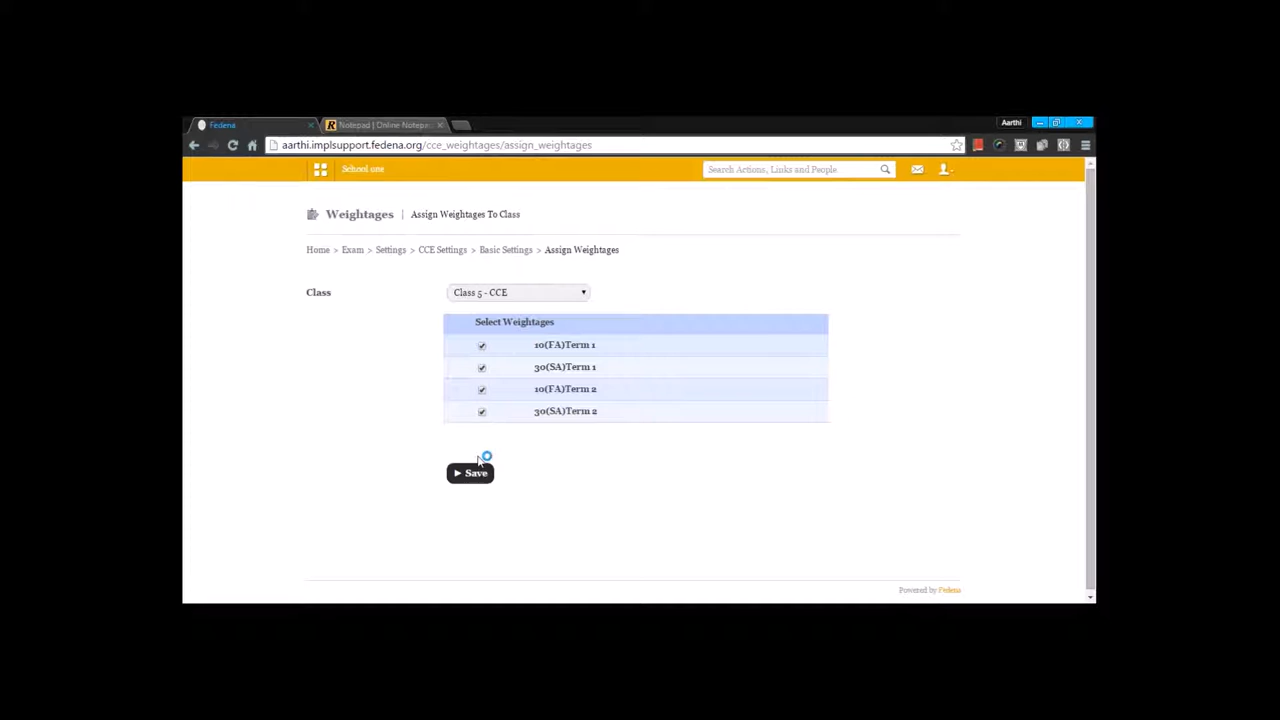 Fedena
Notepad | Online Notepa
Aarthi
aarthi.implsupport.fedena.org/cce_weightages/assign_weightages
School one
Search Actions, Links and People
Weightages | Assign Weightages To Class
Home > Exam > Settings > CCE Settings > Basic Settings > Assign Weightages
Class
Class 5 - CCE
Select Weightages
10(FA)Term 1
30(SA)Term 1
10(FA)Term 2
30(SA)Term 2
Save
Powered by Fedena